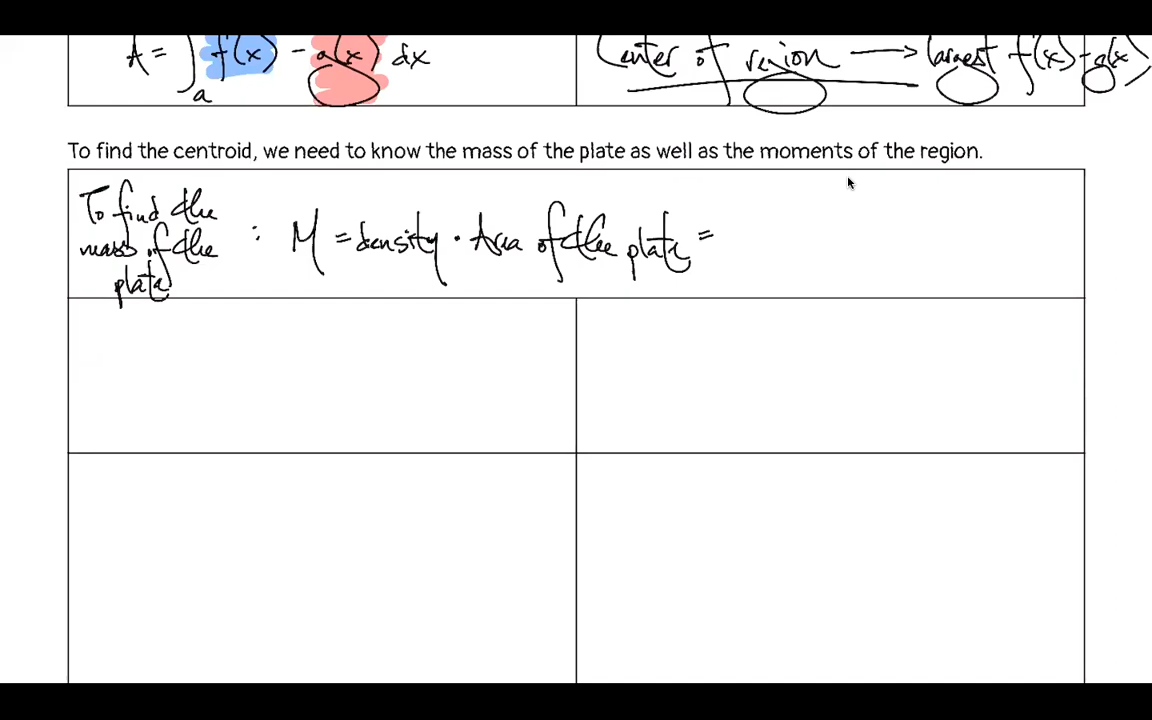 A = ∫ f(x) - g(x) dx
a
Center of region → largest f(x) - g(x)
To find the centroid, we need to know the mass of the plate as well as the moments of the region.
To find the
mass of the : M = density · Area of the plate =
plate